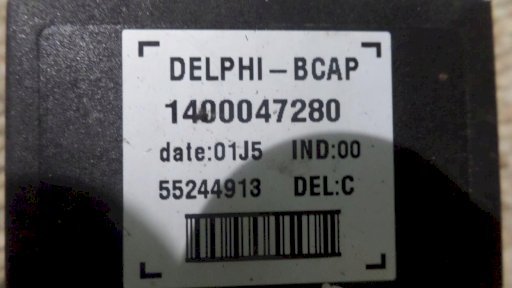 DELPHI-BCAP
1400047280
date:01J5 IND:00
55244913 DEL:C